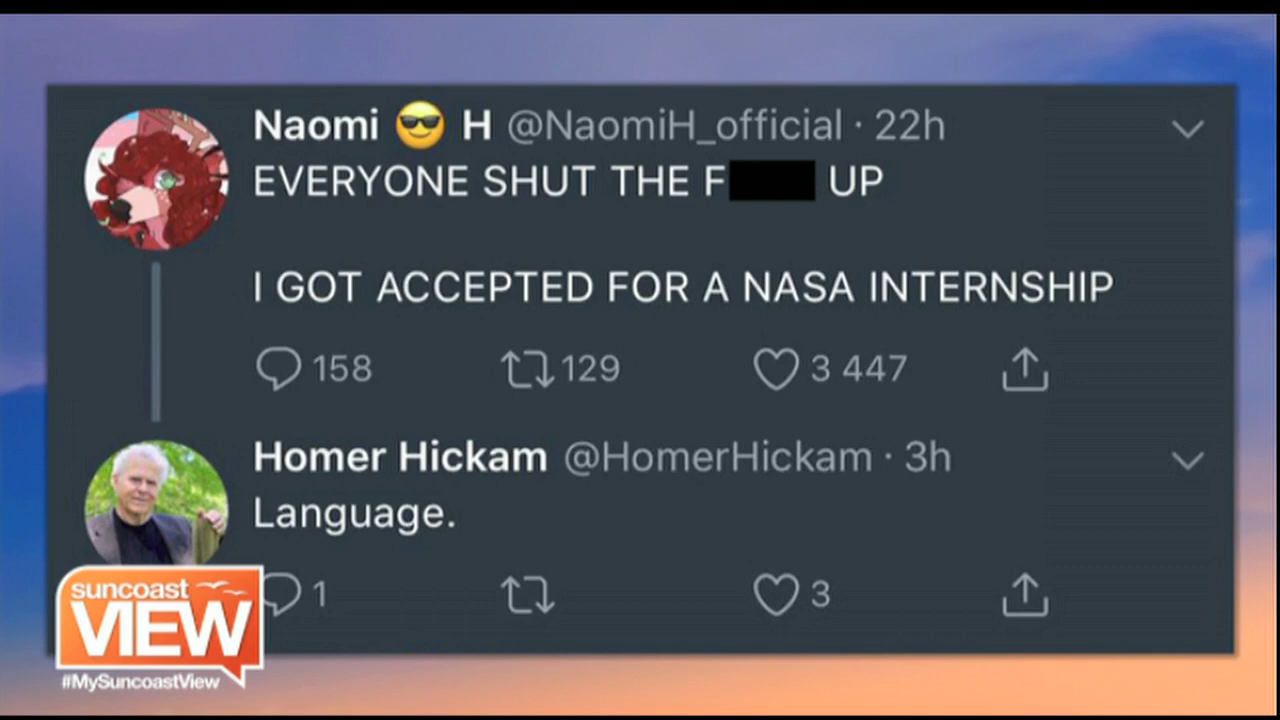 Naomi 😎 H @NaomiH_official · 22h
EVERYONE SHUT THE F UP
I GOT ACCEPTED FOR A NASA INTERNSHIP
158 129 3 447
Homer Hickam @HomerHickam · 3h
Language.
1 3
suncoast
VIEW
#MySuncoastView